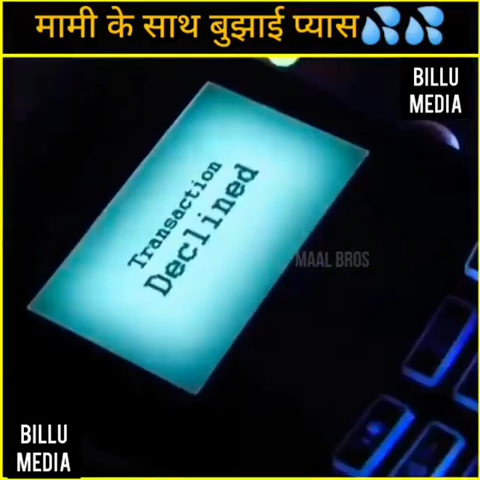 मामी के साथ बुझाई प्यास💦💦
BILLU
MEDIA
Transaction
Declined
MAAL BROS
BILLU
MEDIA